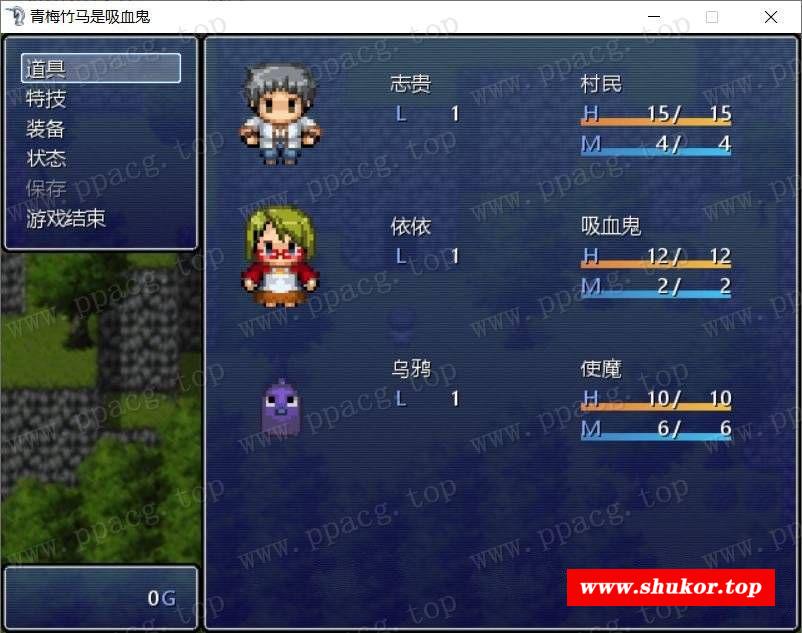 青梅竹马是吸血鬼
道具
特技
装备
状态
保存
游戏结束
志贵 村民
L 1 H 15/ 15
M 4/ 4
依依 吸血鬼
L 1 H 12/ 12
M 2/ 2
乌鸦 使魔
L 1 H 10/ 10
M 6/ 6
0G
www.shukor.top
www.ppacg.top